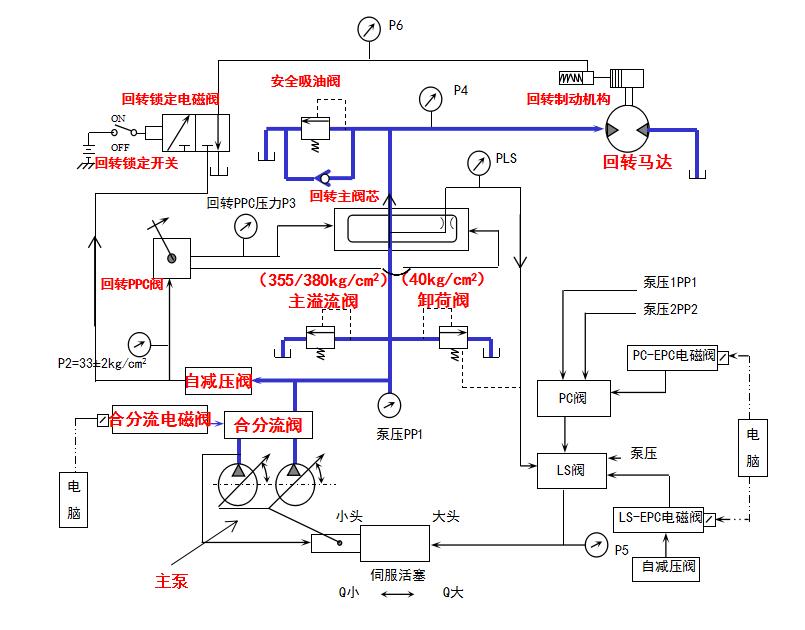 P6
安全吸油阀
回转锁定电磁阀
P4
回转制动机构
ON
OFF
回转锁定开关
PLS
回转马达
回转主阀芯
回转PPC压力P3
回转PPC阀
（355/380kg/cm²）
（40kg/cm²）
主溢流阀
卸荷阀
泵压1PP1
泵压2PP2
P2=33±2kg/cm²
自减压阀
PC-EPC电磁阀
PC阀
合分流电磁阀
合分流阀
泵压PP1
电
脑
泵压
LS阀
电
脑
小头
大头
LS-EPC电磁阀
P5
主泵
伺服活塞
自减压阀
Q小
Q大